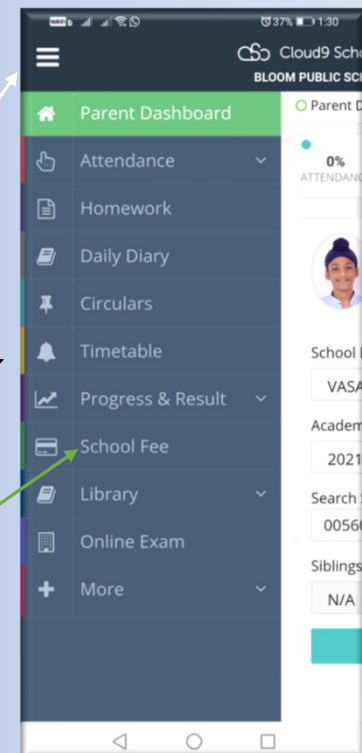 37% 1:30
Cloud9 Scho
BLOOM PUBLIC SC
Parent Dashboard
Parent D
Attendance
0%
ATTENDANC
Homework
Daily Diary
Circulars
Timetable
School
VASA
Progress & Result
Academ
School Fee
2021
Library
Search
0056
Online Exam
Siblings
More
N/A